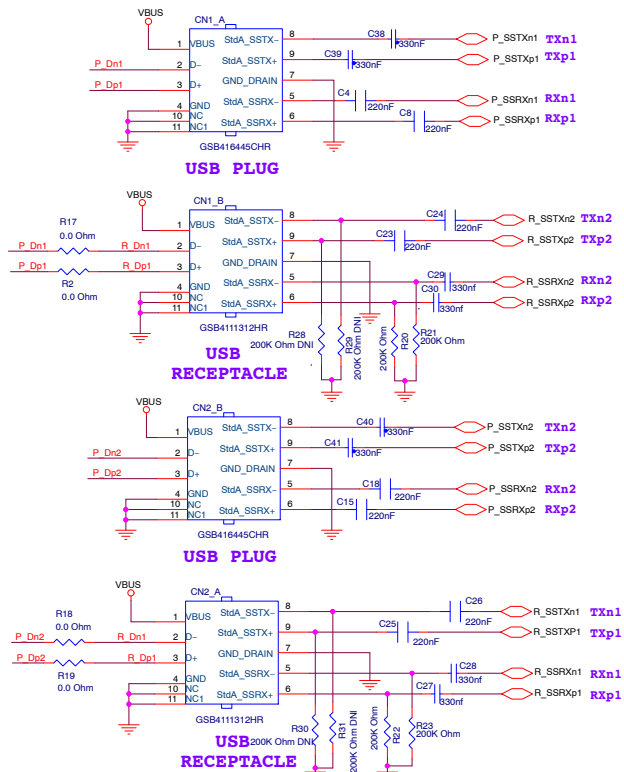 VBUS
CN1_A
1 VBUS StdA_SSTX- 8 C38 330nF P_SSTXn1 TXn1
P_Dn1 2 D- StdA_SSTX+ 9 C39 330nF P_SSTXp1 TXp1
P_Dp1 3 D+ GND_DRAIN 7
4 GND StdA_SSRX- 5 C4 220nF P_SSRXn1 RXn1
10 NC
11 NC1 StdA_SSRX+ 6 C8 220nF P_SSRXp1 RXp1
GSB416445CHR
USB PLUG
VBUS
CN1_B
1 VBUS StdA_SSTX- 8 C24 220nF R_SSTXn2 TXn2
R17
0.0 Ohm
P_Dn1 R_Dn1 2 D- StdA_SSTX+ 9 C23 220nF R_SSTXp2 TXp2
P_Dp1 R_Dp1 3 D+ GND_DRAIN 7
R2
0.0 Ohm
4 GND StdA_SSRX- 5 C29 330nf R_SSRXn2 RXn2
10 NC
11 NC1 StdA_SSRX+ 6 C30 330nf R_SSRXp2 RXp2
GSB4111312HR
R28
200K Ohm DNI
R29
200K Ohm DNI
R20
200K Ohm
R21
200K Ohm
USB
RECEPTACLE
VBUS
CN2_B
1 VBUS StdA_SSTX- 8 C40 330nF P_SSTXn2 TXn2
P_Dn2 2 D- StdA_SSTX+ 9 C41 330nF P_SSTXp2 TXp2
P_Dp2 3 D+ GND_DRAIN 7
4 GND StdA_SSRX- 5 C18 220nF P_SSRXn2 RXn2
10 NC
11 NC1 StdA_SSRX+ 6 C15 220nF P_SSRXp2 RXp2
GSB416445CHR
USB PLUG
VBUS
CN2_A
1 VBUS StdA_SSTX- 8 C26 220nF R_SSTXn1 TXn1
R18
0.0 Ohm
P_Dn2 R_Dn1 2 D- StdA_SSTX+ 9 C25 220nF R_SSTXP1 TXp1
P_Dp2 R_Dp1 3 D+ GND_DRAIN 7
R19
0.0 Ohm
4 GND StdA_SSRX- 5 C28 330nf R_SSRXn1 RXn1
10 NC
11 NC1 StdA_SSRX+ 6 C27 330nf R_SSRXp1 RXp1
GSB4111312HR
R30
200K Ohm DNI
R31
200K Ohm DNI
R22
200K Ohm
R23
200K Ohm
USB
RECEPTACLE